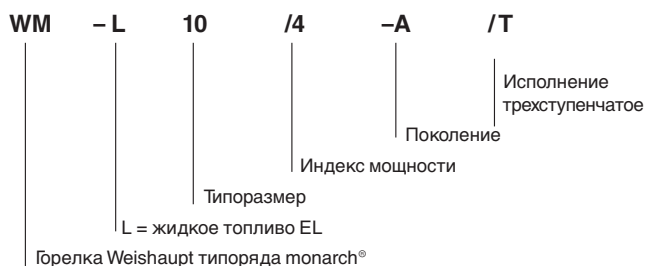 WM – L 10 /4 –A /T
Исполнение
трехступенчатое
Поколение
Индекс мощности
Типоразмер
L = жидкое топливо EL
Горелка Weishaupt типоряда monarch®